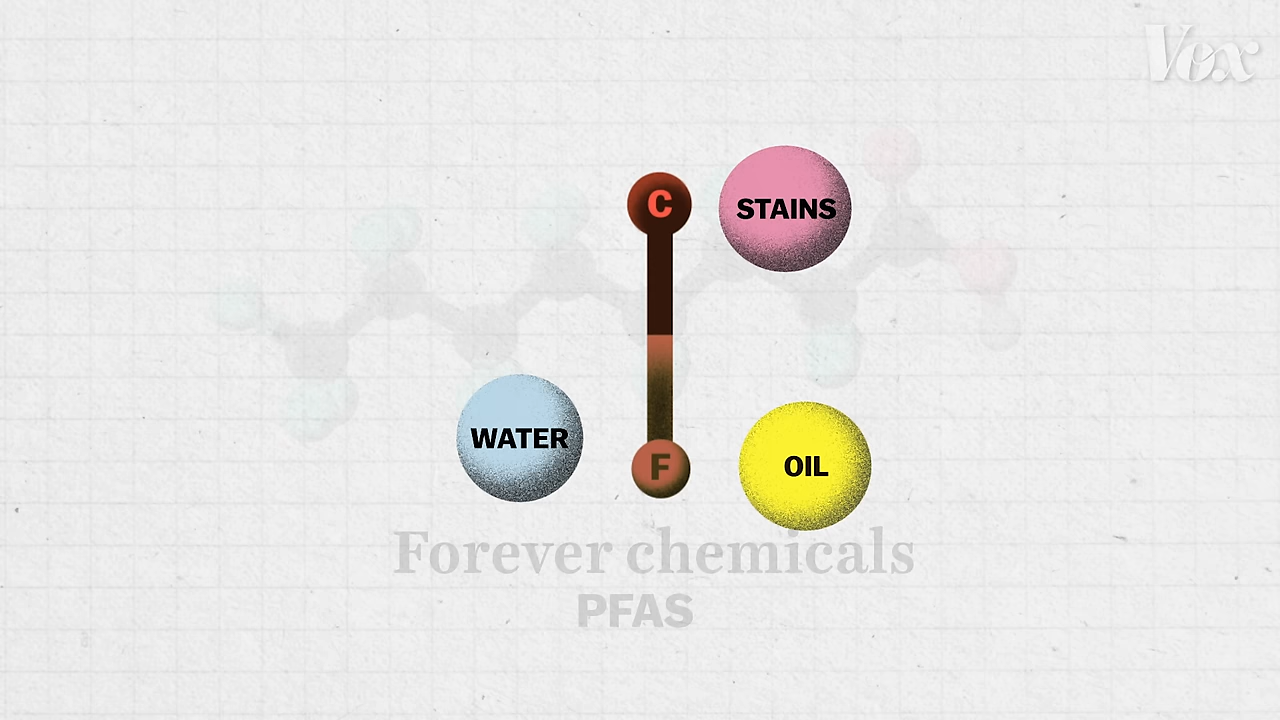 Vox
C
STAINS
WATER
F
OIL
Forever chemicals
PFAS